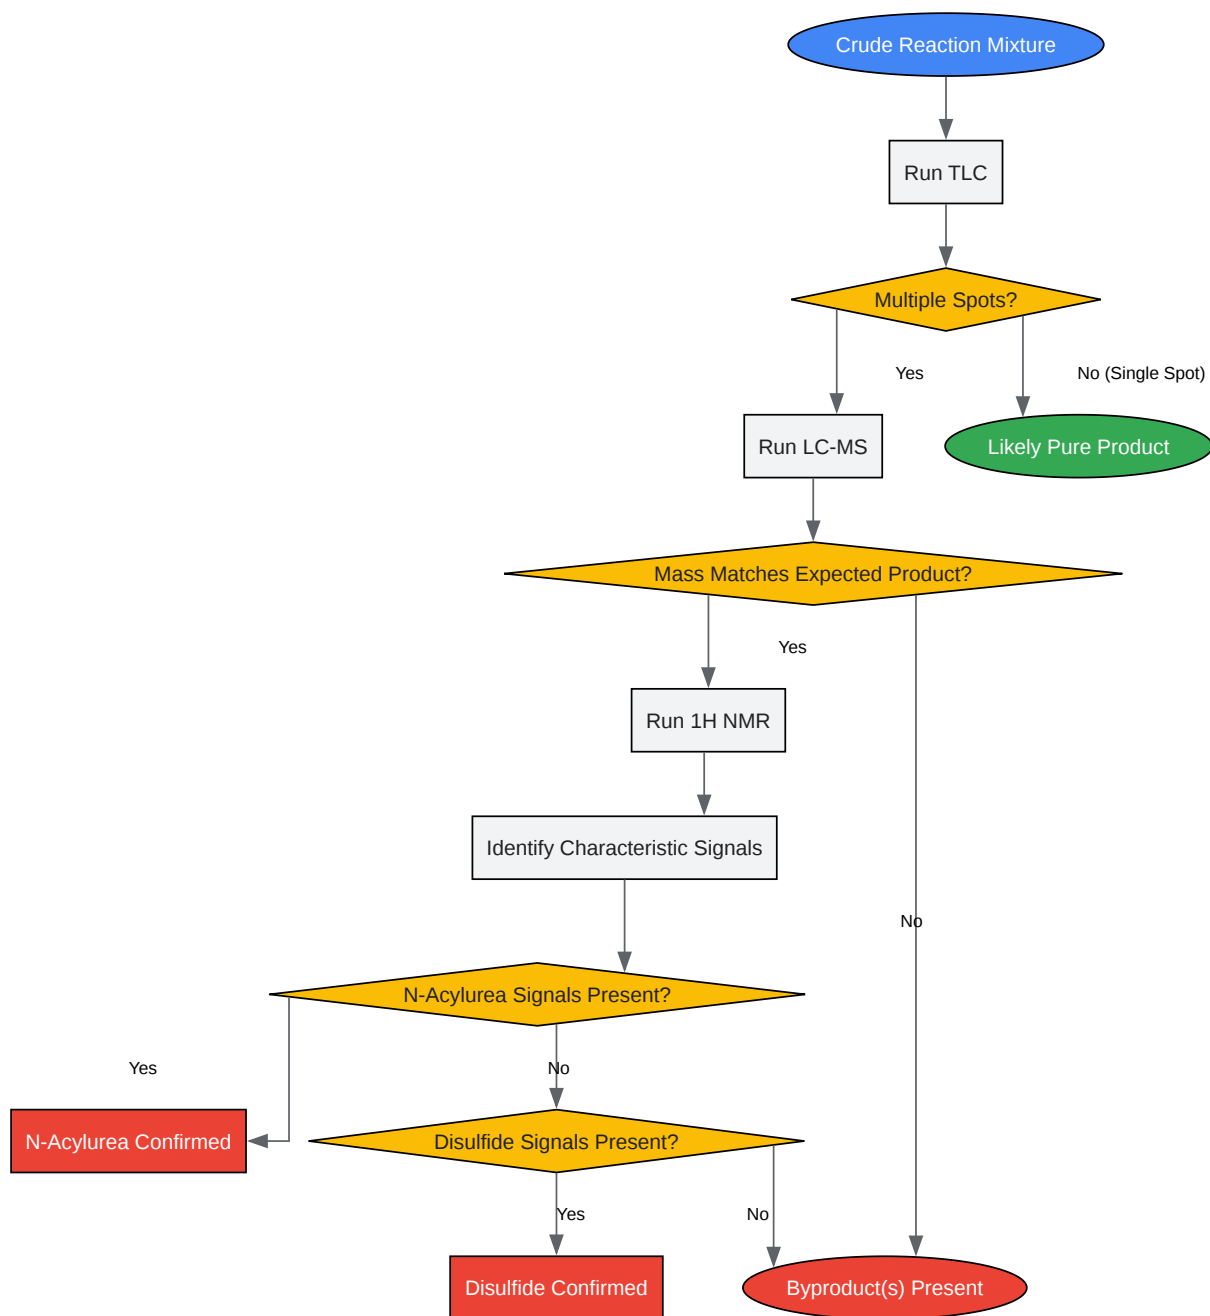 Crude Reaction Mixture
Run TLC
Multiple Spots?
Yes
No (Single Spot)
Run LC-MS
Likely Pure Product
Mass Matches Expected Product?
Yes
Run 1H NMR
Identify Characteristic Signals
No
N-Acylurea Signals Present?
Yes
No
N-Acylurea Confirmed
Disulfide Signals Present?
Yes
No
Disulfide Confirmed
Byproduct(s) Present